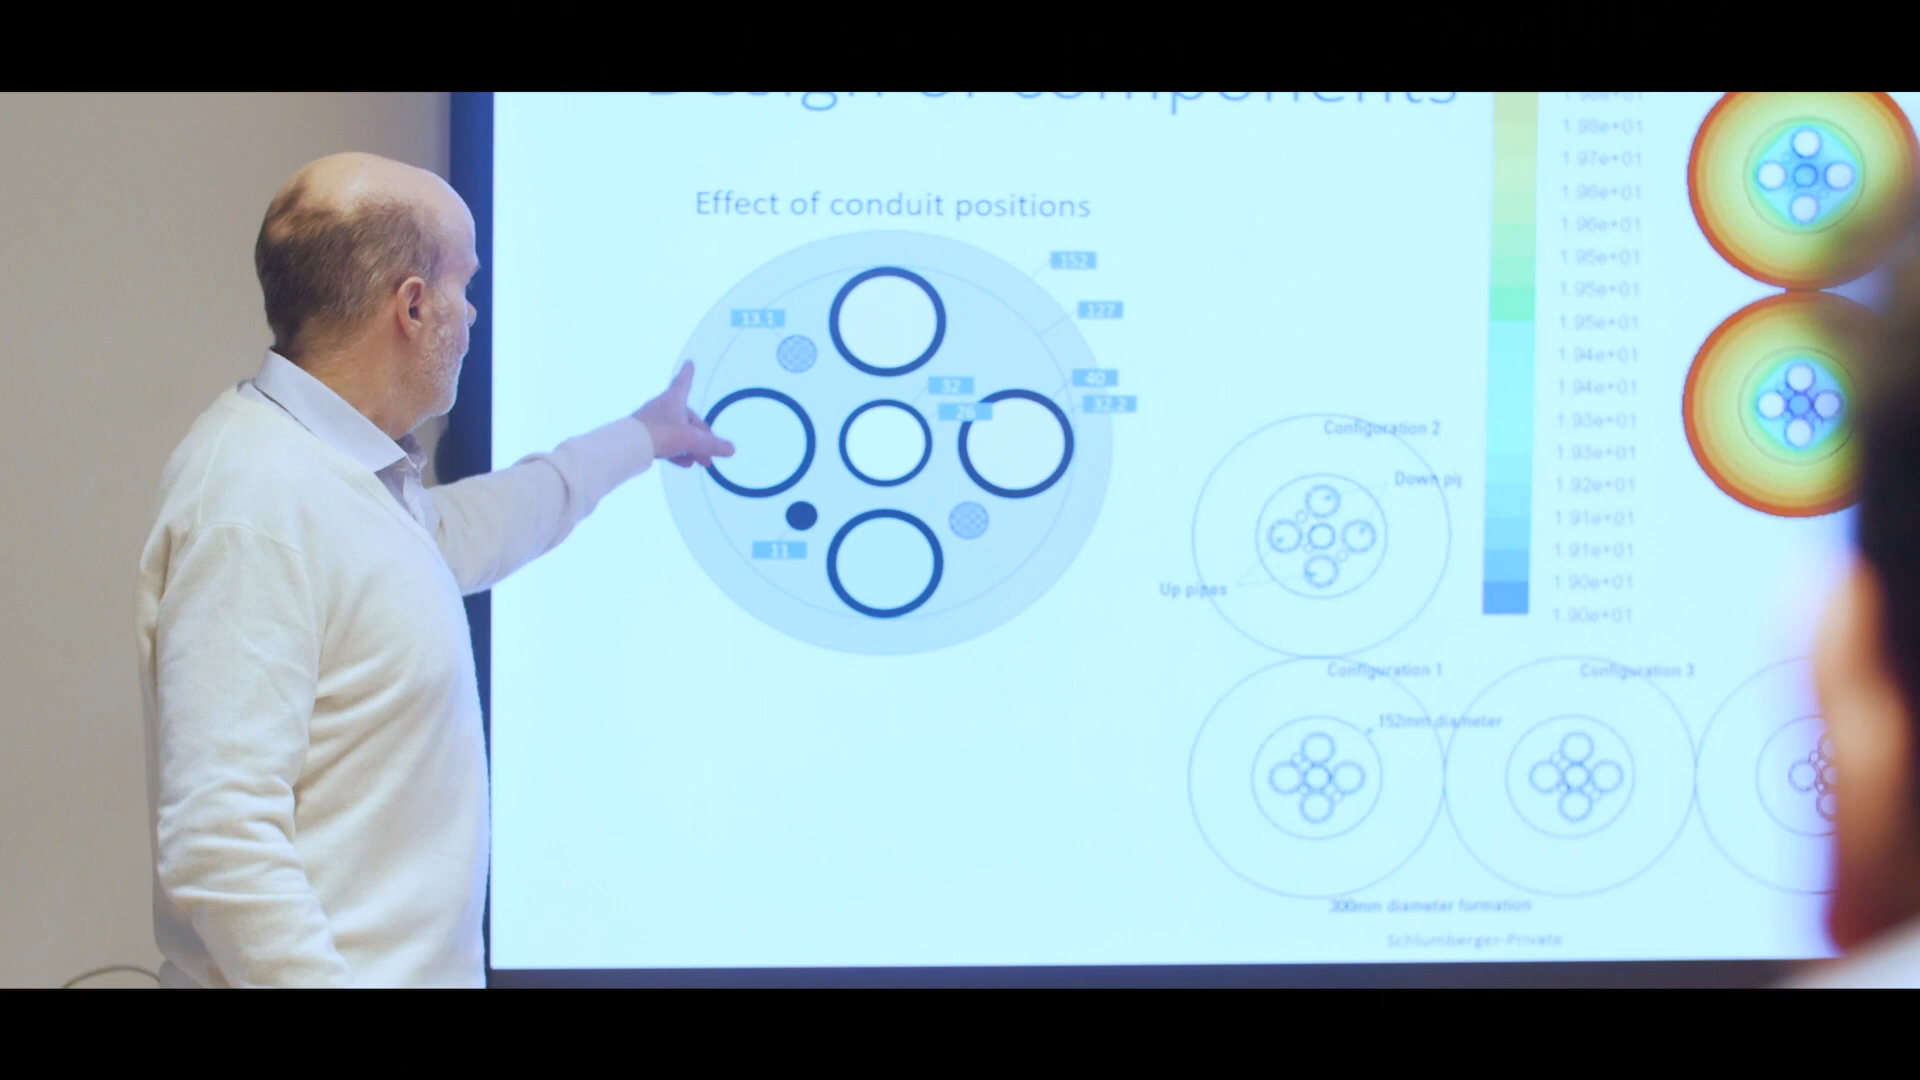 Design of components
Effect of conduit positions
152
13.1
127
32
40
26
37.2
11
Configuration 2
Down pi
Up pipes
Configuration 1
Configuration 3
152mm diameter
300mm diameter formation
Schlumberger-Private
1.98e+01
1.97e+01
1.96e+01
1.96e+01
1.95e+01
1.95e+01
1.95e+01
1.94e+01
1.94e+01
1.93e+01
1.93e+01
1.92e+01
1.91e+01
1.91e+01
1.90e+01
1.90e+01